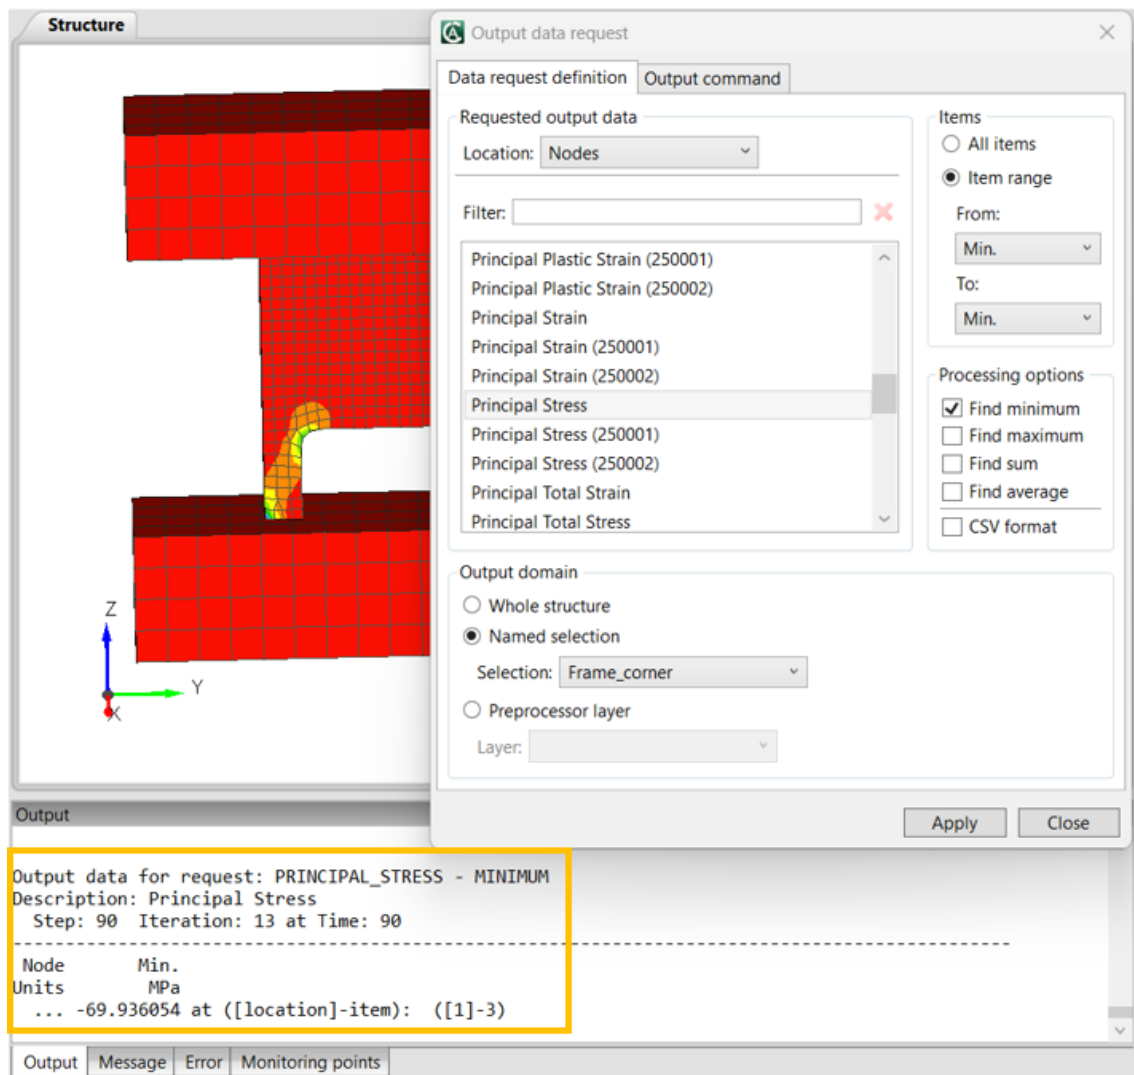 Structure
Z
Y
X
Output data request
Data request definition
Output command
Requested output data
Location: Nodes
Filter:
Principal Plastic Strain (250001)
Principal Plastic Strain (250002)
Principal Strain
Principal Strain (250001)
Principal Strain (250002)
Principal Stress
Principal Stress (250001)
Principal Stress (250002)
Principal Total Strain
Principal Total Stress
Items
All items
Item range
From:
Min.
To:
Min.
Processing options
Find minimum
Find maximum
Find sum
Find average
CSV format
Output domain
Whole structure
Named selection
Selection: Frame_corner
Preprocessor layer
Layer:
Apply
Close
Output
Output data for request: PRINCIPAL_STRESS - MINIMUM
Description: Principal Stress
Step: 90 Iteration: 13 at Time: 90
--------------------------------------------------------------------------------------------
Node Min.
Units MPa
... -69.936054 at ([location]-item): ([1]-3)
Output
Message
Error
Monitoring points